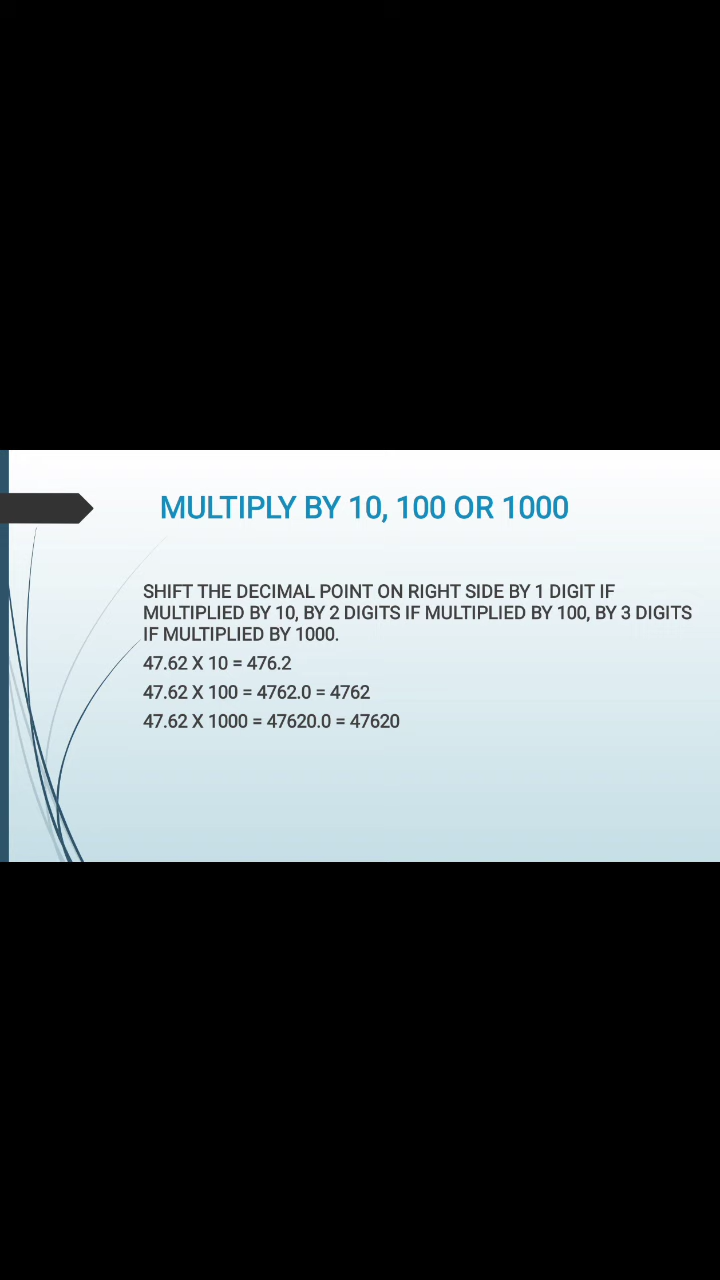 MULTIPLY BY 10, 100 OR 1000
SHIFT THE DECIMAL POINT ON RIGHT SIDE BY 1 DIGIT IF
MULTIPLIED BY 10, BY 2 DIGITS IF MULTIPLIED BY 100, BY 3 DIGITS
IF MULTIPLIED BY 1000.
47.62 X 10 = 476.2
47.62 X 100 = 4762.0 = 4762
47.62 X 1000 = 47620.0 = 47620